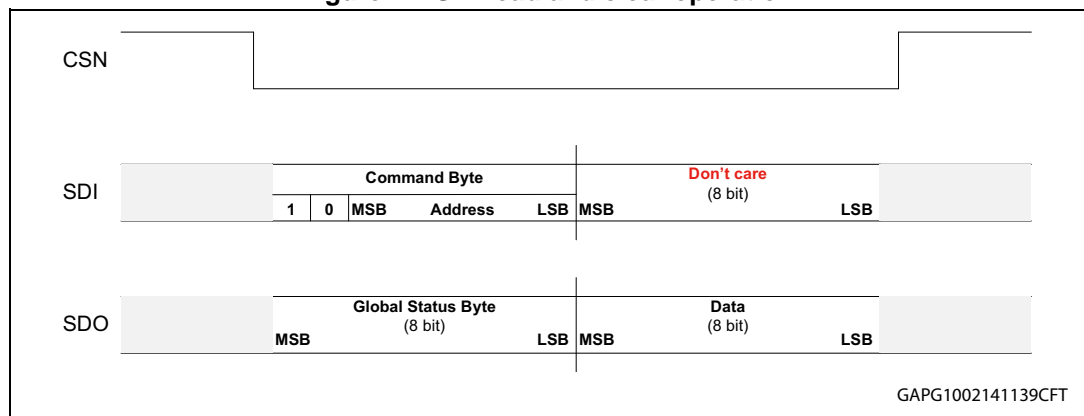 CSN
SDI
Command Byte
1 0 MSB Address LSB
Don't care
(8 bit)
MSB LSB
SDO
Global Status Byte
(8 bit)
MSB LSB
Data
(8 bit)
MSB LSB
GAPG1002141139CFT